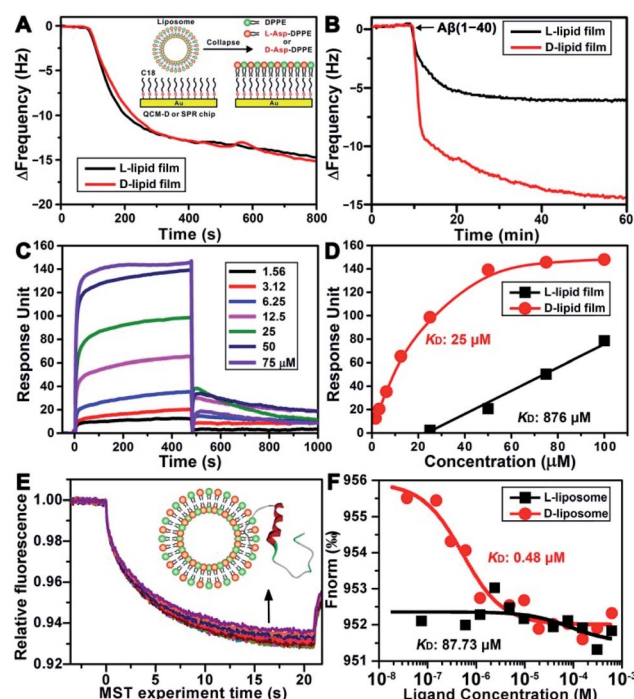 A
ΔFrequency (Hz)
0
−5
−10
−15
−20
0 200 400 600 800
Time (s)
Liposome
Collapse
DPPE
L-Asp-DPPE
or
D-Asp-DPPE
C18
Au
Au
QCM-D or SPR chip
L-lipid film
D-lipid film
B
ΔFrequency (Hz)
0
−5
−10
−15
0 20 40 60
Time (min)
Aβ(1−40)
L-lipid film
D-lipid film
C
Response Unit
160
140
120
100
80
60
40
20
0
0 200 400 600 800 1000
Time (s)
1.56
3.12
6.25
12.5
25
50
75 μM
D
Response Unit
160
140
120
100
80
60
40
20
0
0 20 40 60 80 100
Concentration (μM)
L-lipid film
D-lipid film
KD: 25 μM
KD: 876 μM
E
Relative fluorescence
1.00
0.98
0.96
0.94
0.92
0 5 10 15 20
MST experiment time (s)
F
Fnorm (‰)
956
955
954
953
952
951
10⁻⁸ 10⁻⁷ 10⁻⁶ 10⁻⁵ 10⁻⁴ 10⁻³
Ligand Concentration (M)
L-liposome
D-liposome
KD: 0.48 μM
KD: 87.73 μM